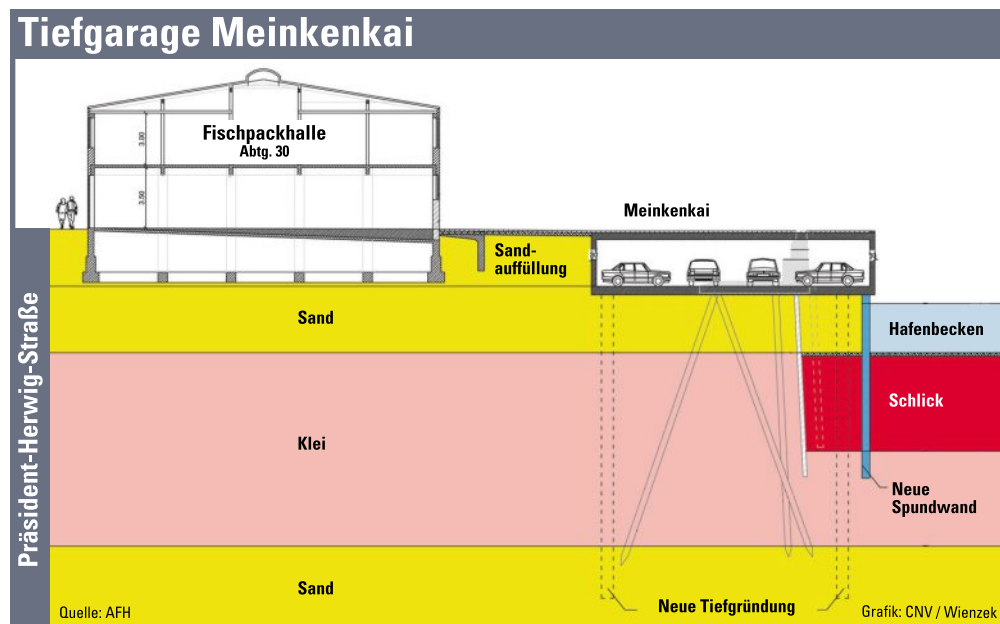 Tiefgarage Meinkenkai
Fischpackhalle
Abtg. 30
3.00
3.50
Meinkenkai
Sand-
auffüllung
Präsident-Herwig-Straße
Sand
Hafenbecken
Schlick
Klei
Neue
Spundwand
Sand
Neue Tiefgründung
Quelle: AFH
Grafik: CNV / Wienzek